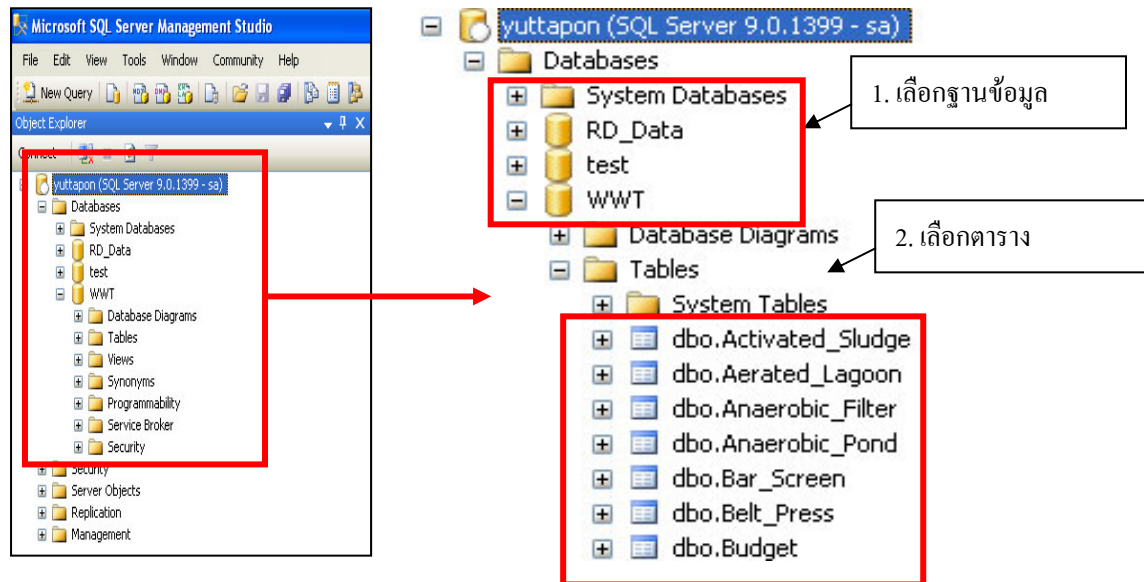 Microsoft SQL Server Management Studio
File Edit View Tools Window Community Help
New Query
Object Explorer
yuttapon (SQL Server 9.0.1399 - sa)
Databases
System Databases
RD_Data
test
WWT
Database Diagrams
Tables
Views
Synonyms
Programmability
Service Broker
Security
Security
Server Objects
Replication
Management
yuttapon (SQL Server 9.0.1399 - sa)
Databases
System Databases
RD_Data
test
WWT
Database Diagrams
Tables
System Tables
dbo.Activated_Sludge
dbo.Aerated_Lagoon
dbo.Anaerobic_Filter
dbo.Anaerobic_Pond
dbo.Bar_Screen
dbo.Belt_Press
dbo.Budget
1. เลือกฐานข้อมูล
2. เลือกตาราง